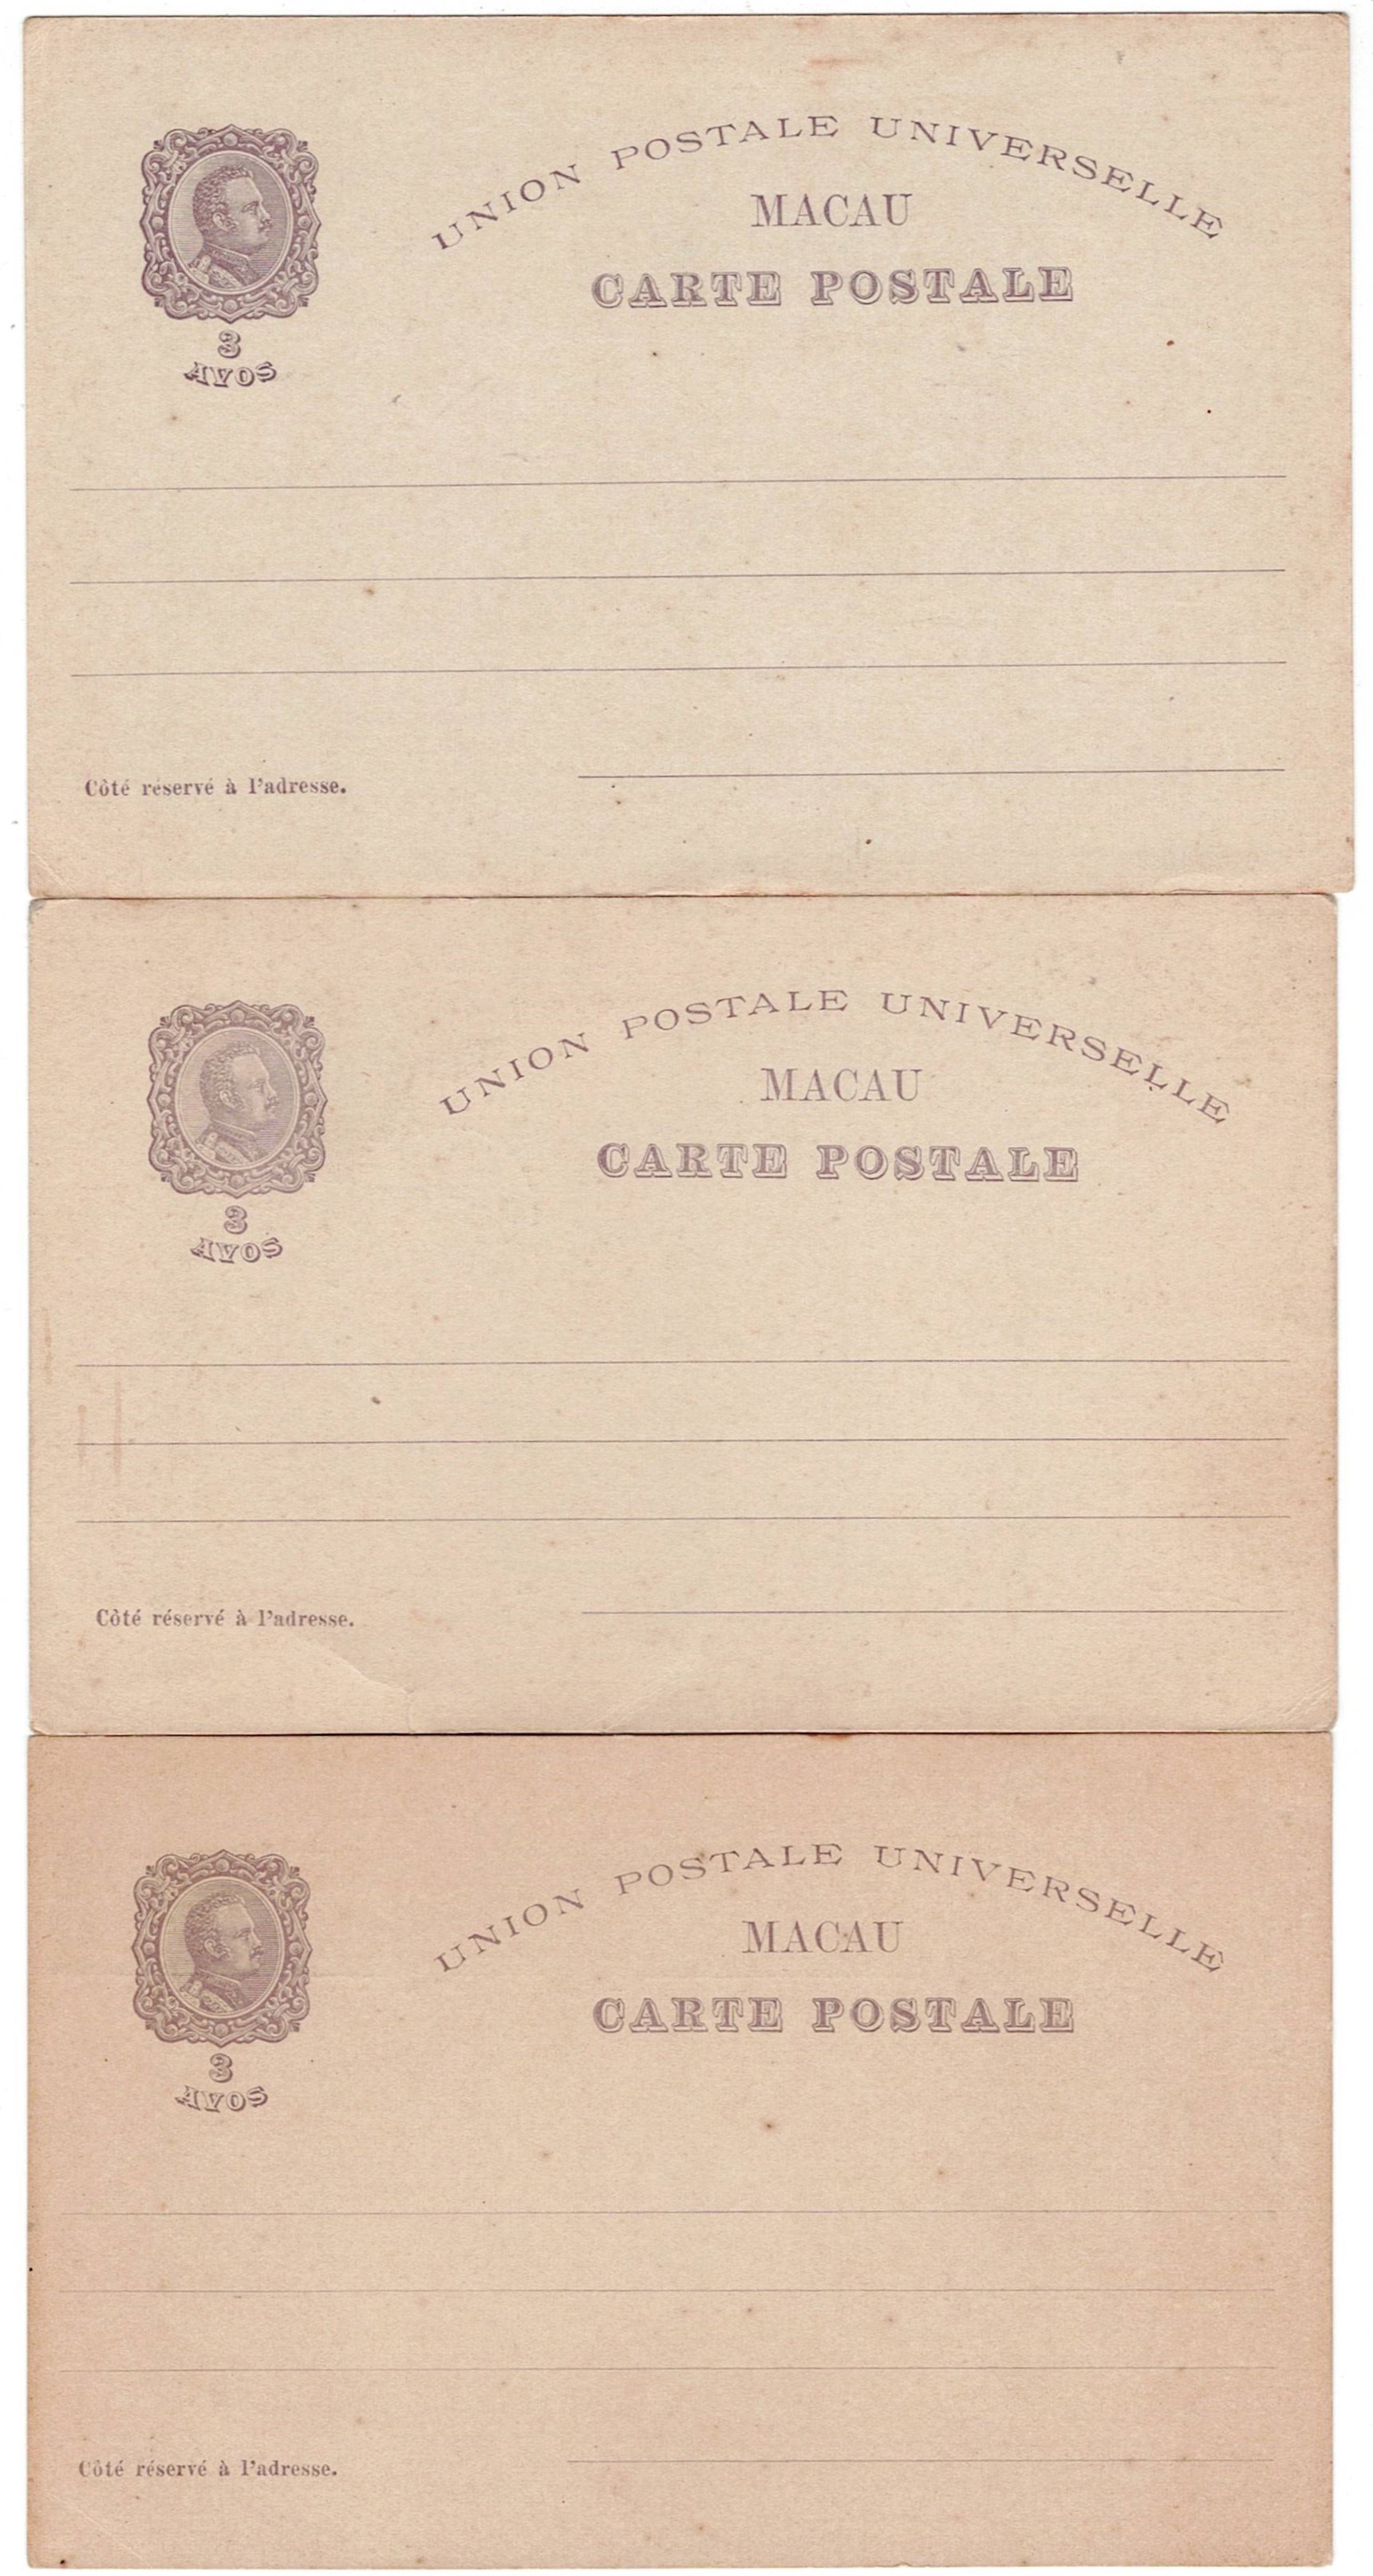 UNION POSTALE UNIVERSELLE
MACAU
CARTE POSTALE
3
AVOS
Côté réservé à l'adresse.
UNION POSTALE UNIVERSELLE
MACAU
CARTE POSTALE
3
AVOS
Côté réservé à l'adresse.
UNION POSTALE UNIVERSELLE
MACAU
CARTE POSTALE
3
AVOS
Côté réservé à l'adresse.